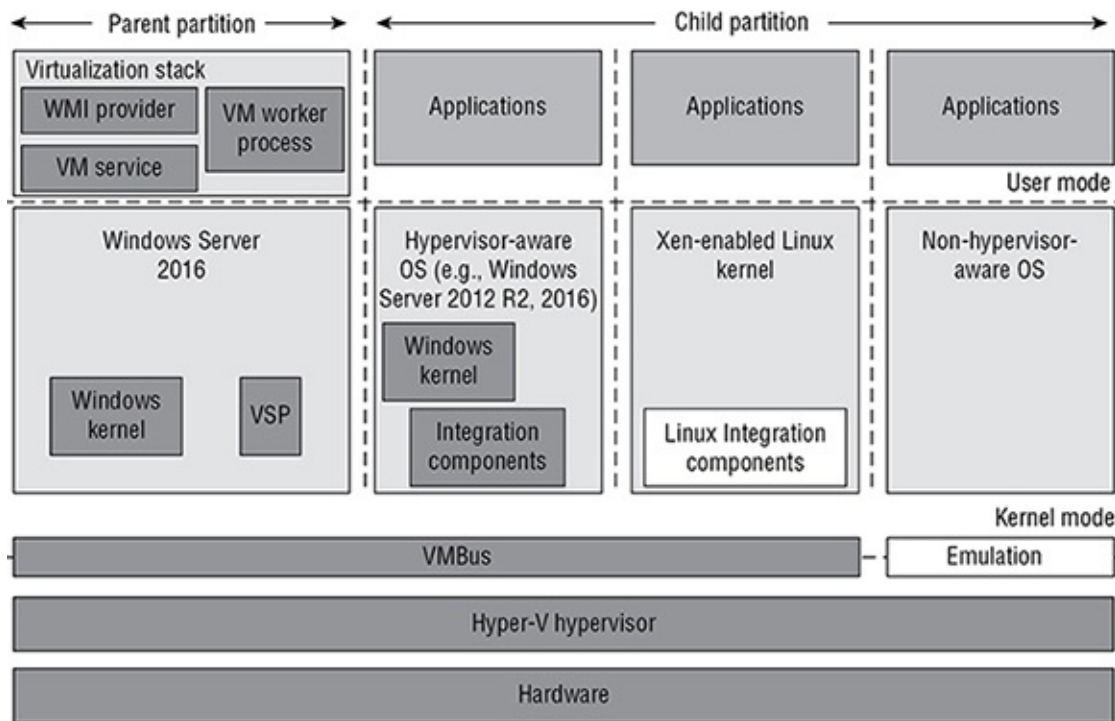 Parent partition
Child partition
Virtualization stack
WMI provider
VM service
VM worker
process
Applications
Applications
Applications
User mode
Windows Server
2016
Windows
kernel
VSP
Hypervisor-aware
OS (e.g., Windows
Server 2012 R2, 2016)
Windows
kernel
Integration
components
Xen-enabled Linux
kernel
Linux Integration
components
Non-hypervisor-
aware OS
Kernel mode
VMBus
Emulation
Hyper-V hypervisor
Hardware